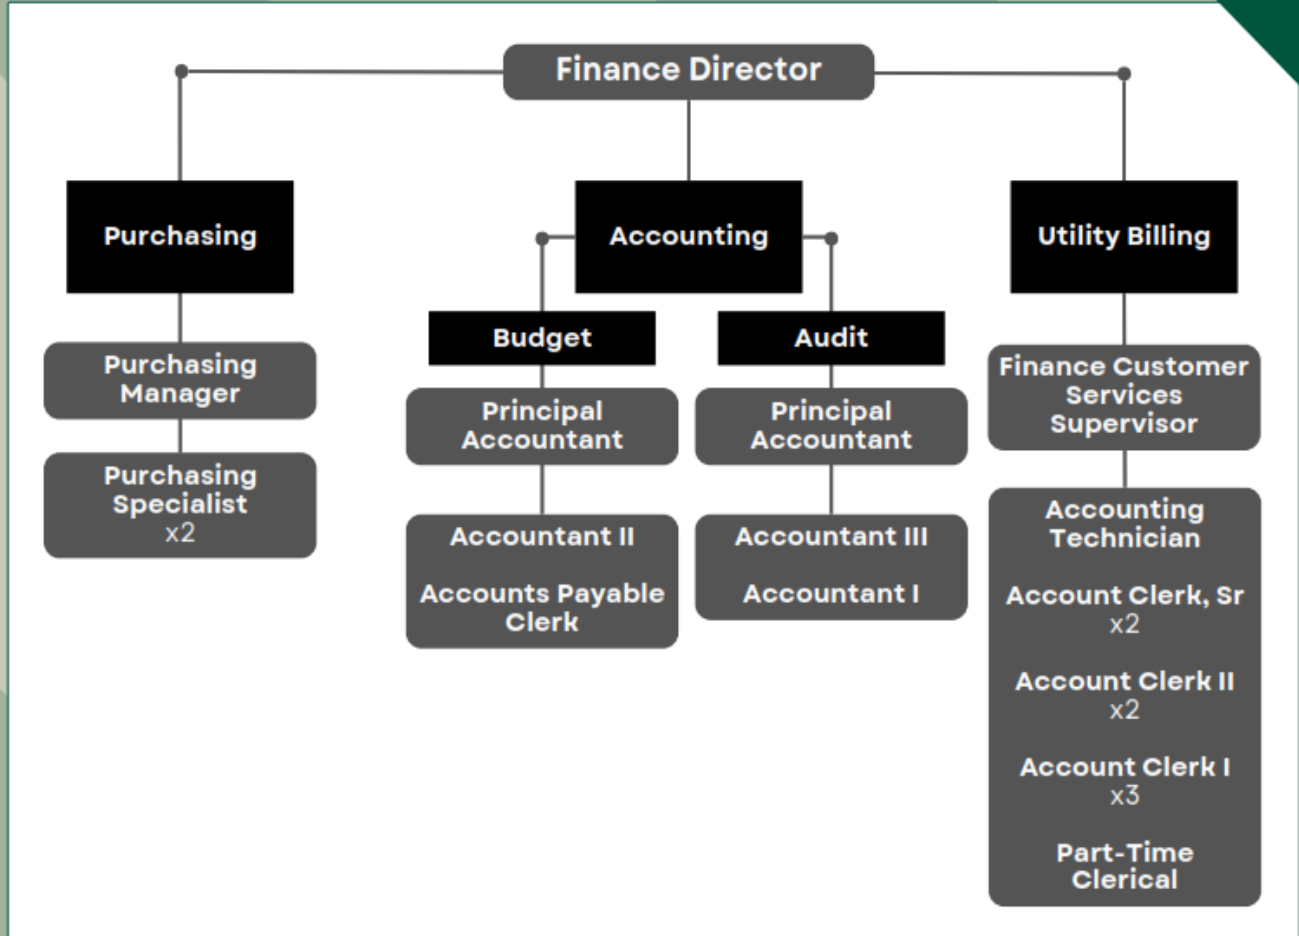 Finance Director
Purchasing
Accounting
Utility Billing
Budget
Audit
Purchasing
Manager
Purchasing
Specialist
x2
Principal
Accountant
Accountant II
Accounts Payable
Clerk
Principal
Accountant
Accountant III
Accountant I
Finance Customer
Services
Supervisor
Accounting
Technician
Account Clerk, Sr
x2
Account Clerk II
x2
Account Clerk I
x3
Part-Time
Clerical